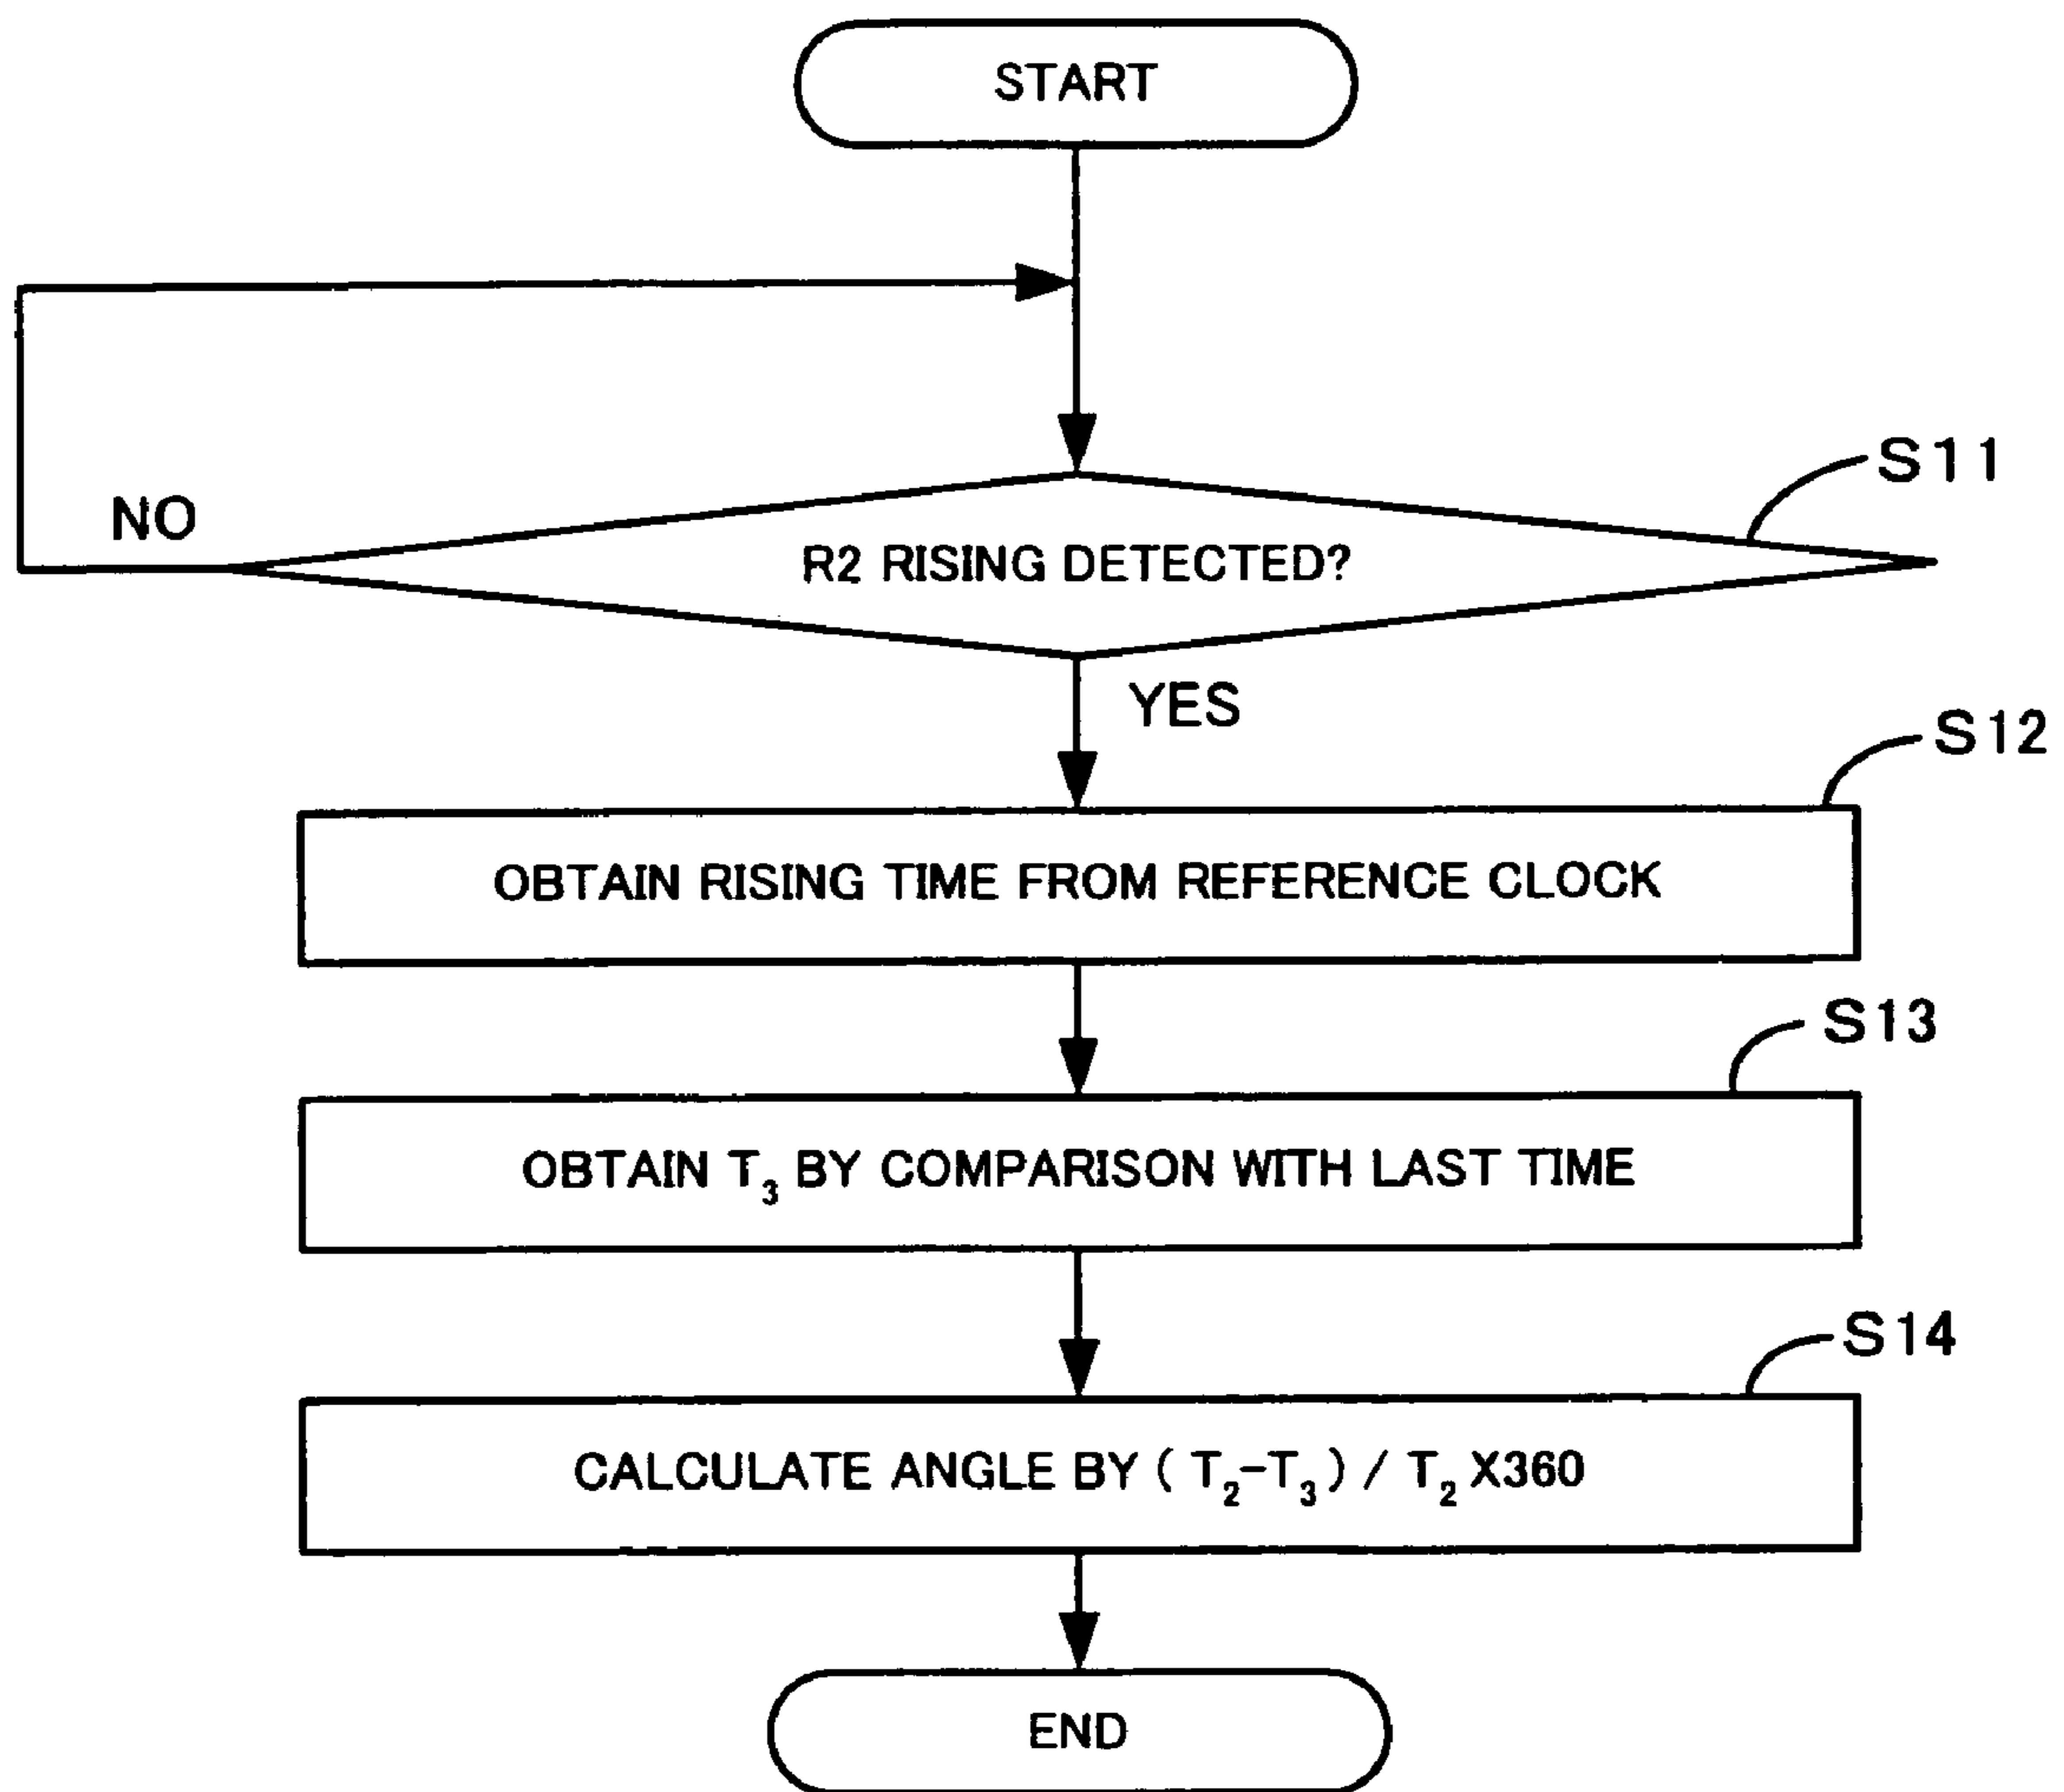 START
S11
NO
R2 RISING DETECTED?
YES
S12
OBTAIN RISING TIME FROM REFERENCE CLOCK
S13
OBTAIN T₃ BY COMPARISON WITH LAST TIME
S14
CALCULATE ANGLE BY ( T₂-T₃ ) / T₂ X360
END